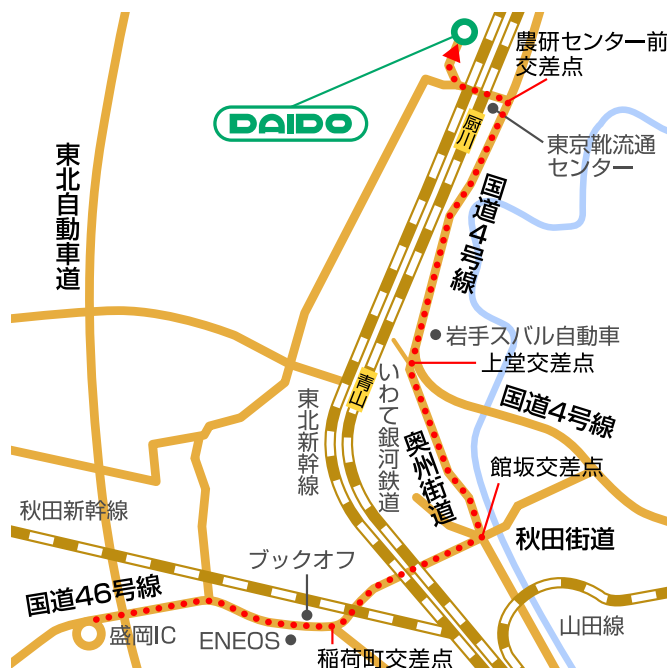 農研センター前
交差点
DAIDO
厨川
東京靴流通
センター
東北自動車道
国道4号線
岩手スバル自動車
上堂交差点
青山
いわて銀河鉄道
東北新幹線
国道4号線
奥州街道
館坂交差点
秋田新幹線
秋田街道
ブックオフ
国道46号線
盛岡IC
ENEOS
山田線
稲荷町交差点